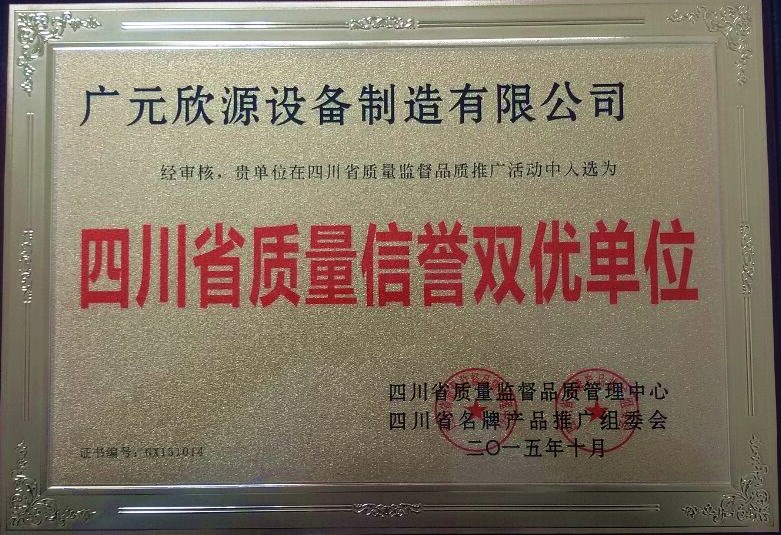 广元欣源设备制造有限公司
经审核，贵单位在四川省质量监督品质推广活动中入选为
四川省质量信誉双优单位
四川省质量监督品质管理中心
四川省名牌产品推广组委会
二〇一五年十月
证书编号：GX151014